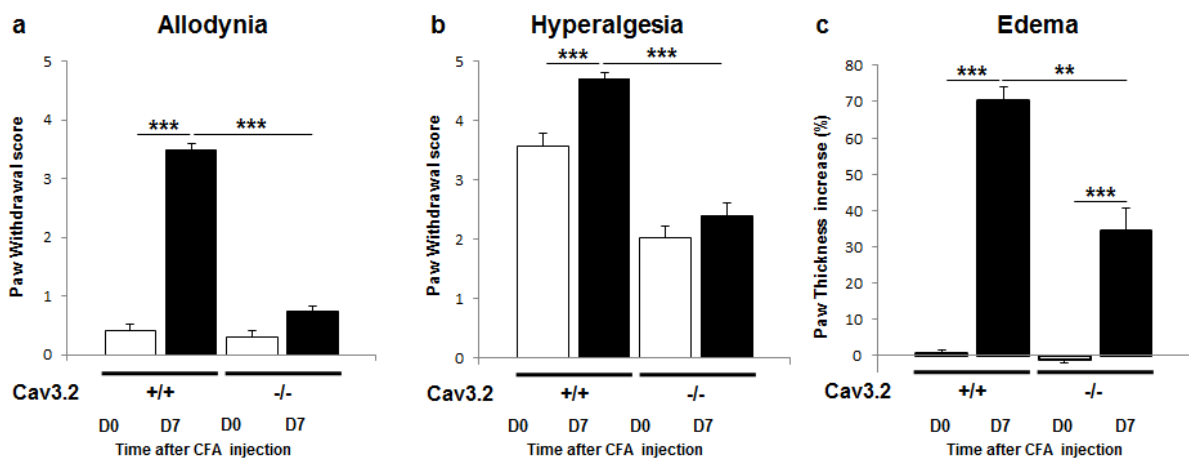 a Allodynia
Paw Withdrawal score
5
4
3
2
1
0
*** ***
Cav3.2 +/+ -/-
D0 D7 D0 D7
Time after CFA injection
b Hyperalgesia
Paw Withdrawal score
5
4
3
2
1
0
*** ***
+/+ -/-
D0 D7 D0 D7
Time after CFA injection
c Edema
Paw Thickness increase (%)
80
70
60
50
40
30
20
10
0
*** **
***
Cav3.2 +/+ -/-
D0 D7 D0 D7
Time after CFA injection